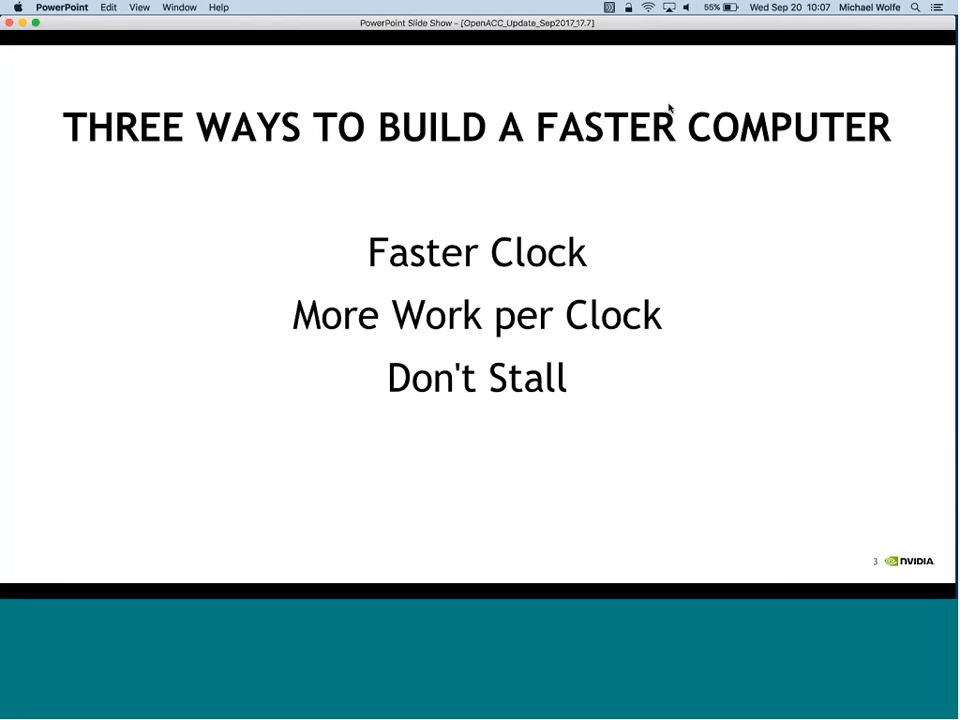 PowerPoint Edit View Window Help 55% Wed Sep 20 10:07 Michael Wolfe
PowerPoint Slide Show - [OpenACC_Update_Sep2017_17.7]
THREE WAYS TO BUILD A FASTER COMPUTER
Faster Clock
More Work per Clock
Don't Stall
3 NVIDIA